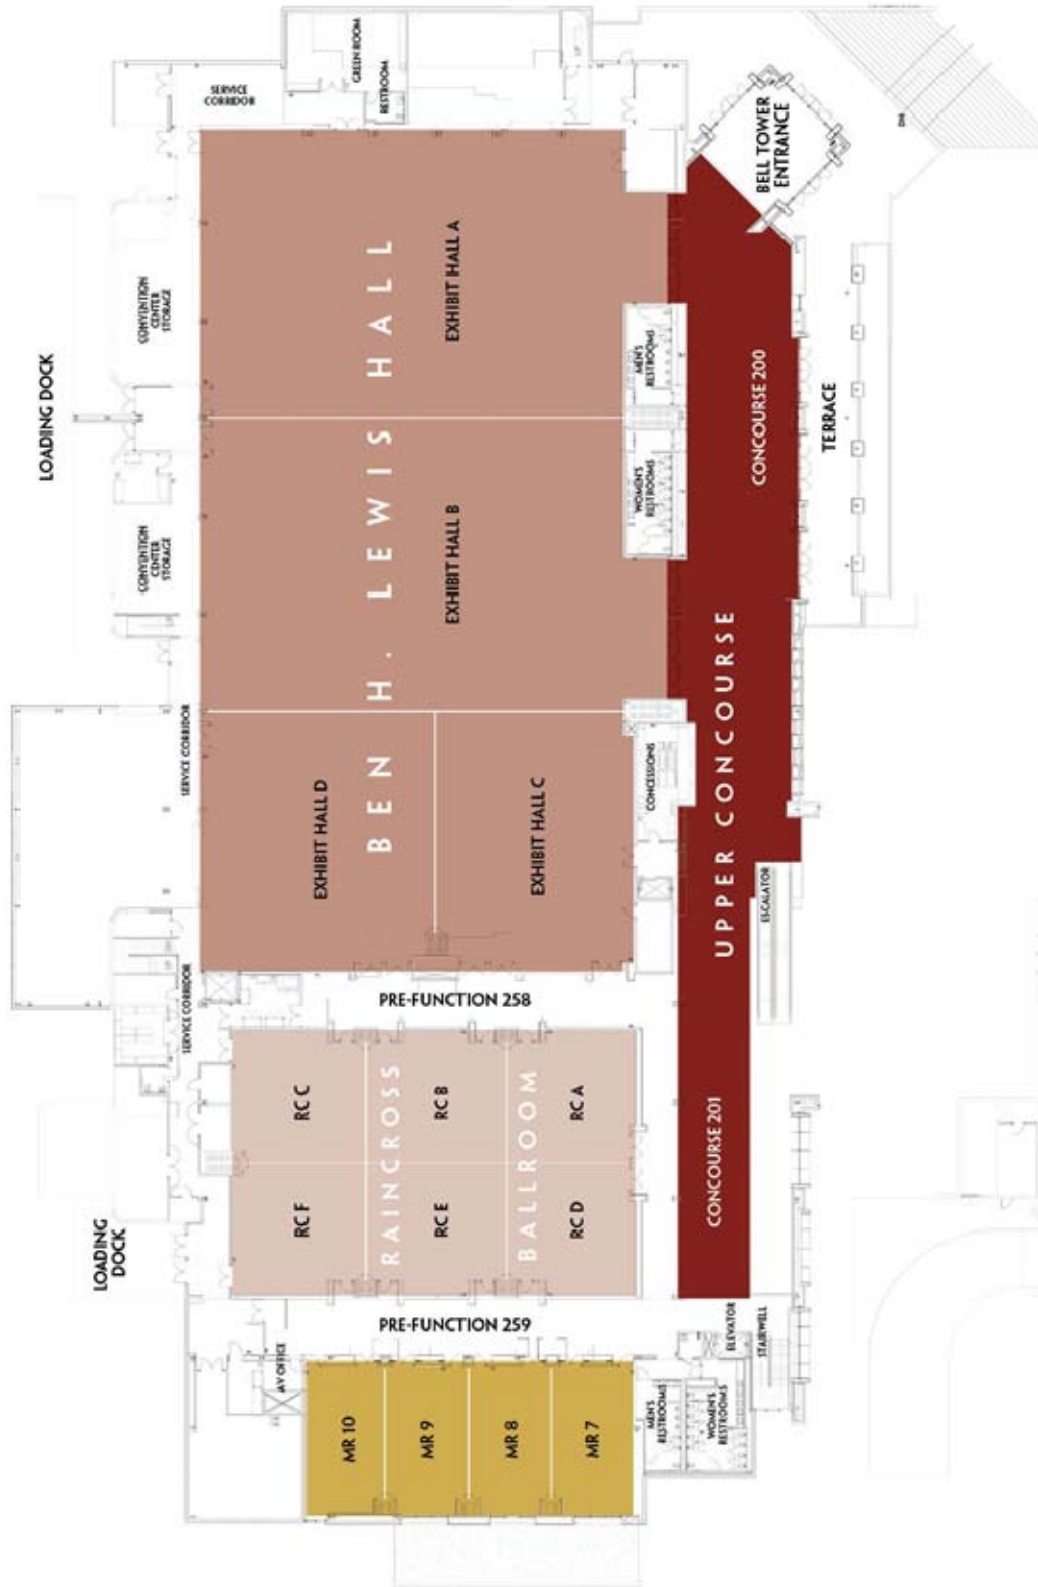 GREEN ROOM
RESTROOM
SERVICE
CORRIDOR
BELL TOWER
ENTRANCE
DN
CONVENTION
CENTER
STORAGE
LOADING DOCK
EXHIBIT HALL A
MEN'S
RESTROOMS
CONCOURSE 200
TERRACE
BEN H. LEWIS HALL
WOMEN'S
RESTROOMS
EXHIBIT HALL B
CONVENTION
CENTER
STORAGE
SERVICE CORRIDOR
CONCESSIONS
UPPER CONCOURSE
EXHIBIT HALL D
EXHIBIT HALL C
ESCALATOR
SERVICE CORRIDOR
PRE-FUNCTION 258
RC C
RC B
RC A
RAINCROSS
BALLROOM
CONCOURSE 201
RC F
RC E
RC D
LOADING
DOCK
PRE-FUNCTION 259
ELEVATOR
STAIRWELL
AV OFFICE
MR 10
MR 9
MR 8
MR 7
MEN'S
RESTROOMS
WOMEN'S
RESTROOMS